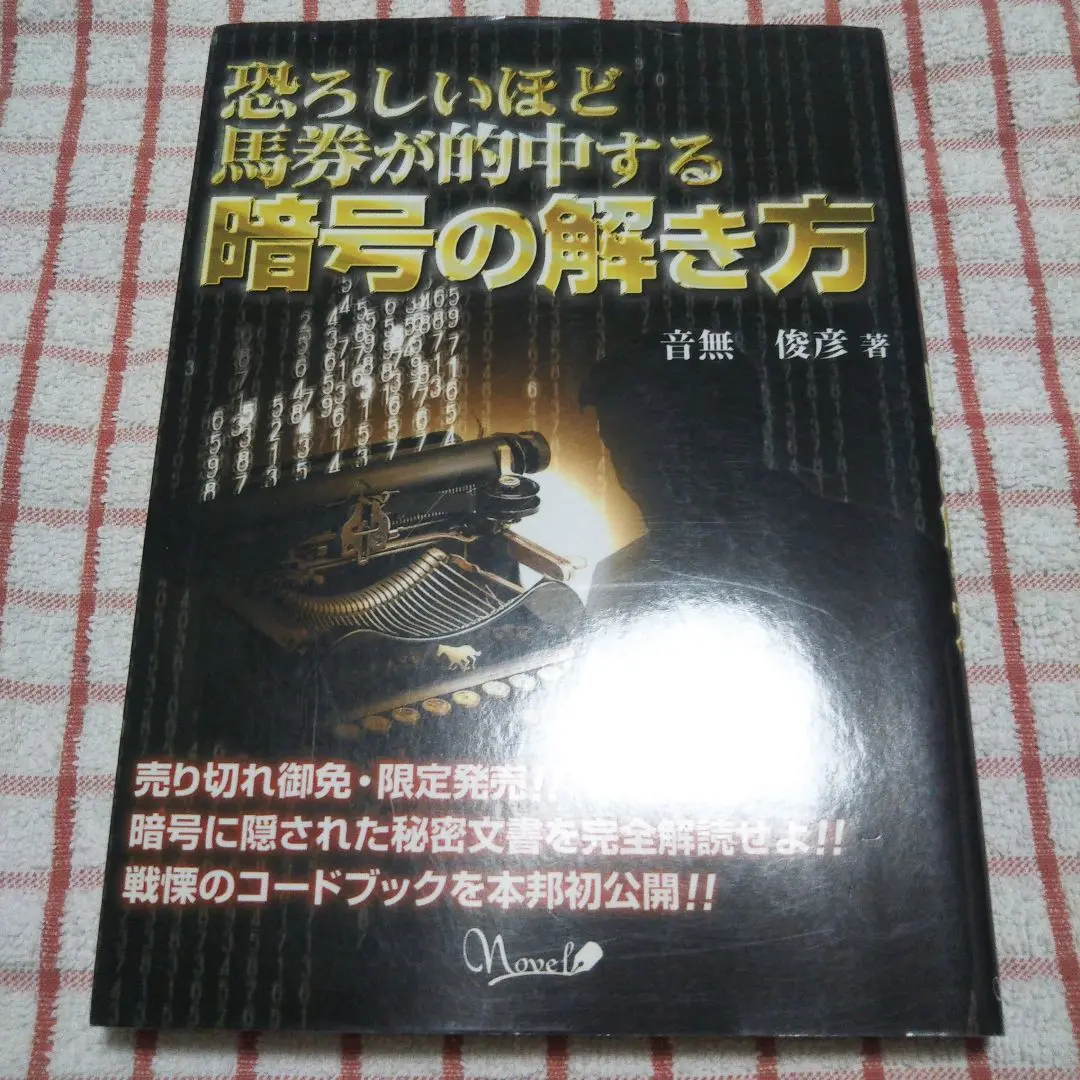 恐ろしいほど
馬券が的中する
暗号の解き方
音無 俊彦 著
売り切れ御免・限定発売!!
暗号に隠された秘密文書を完全解読せよ!!
戦慄のコードブックを本邦初公開!!
novel